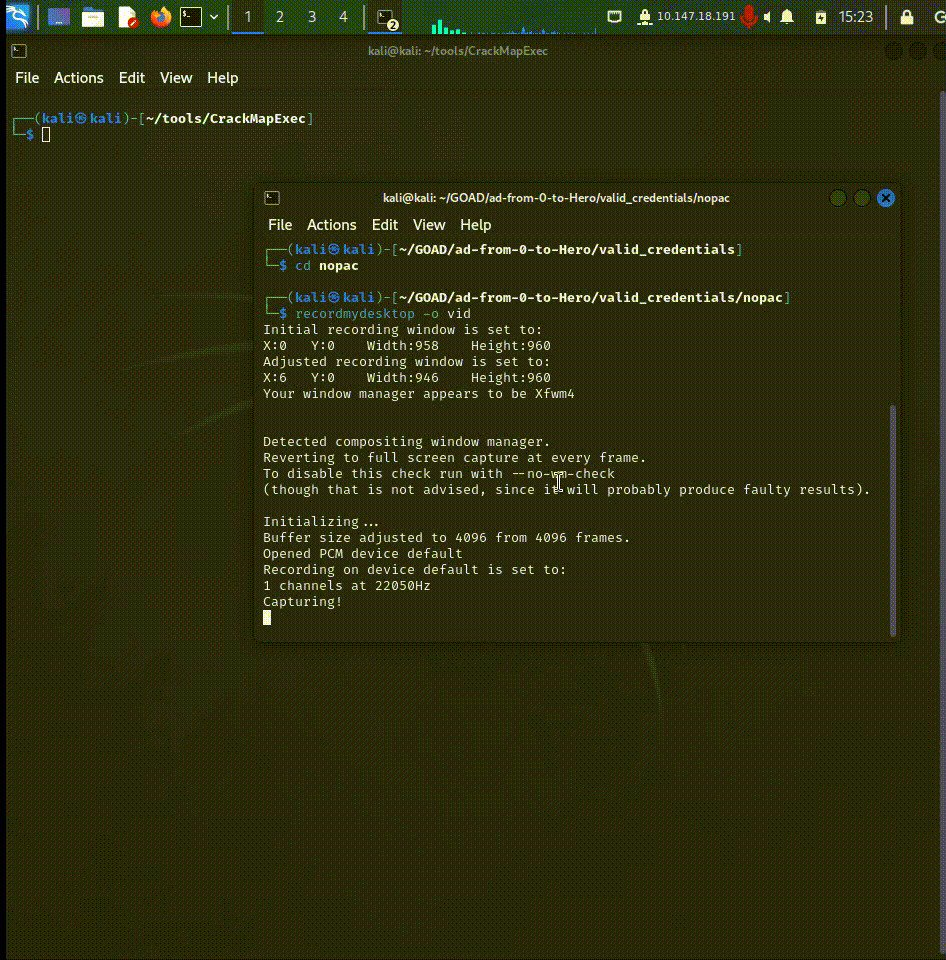 1 2 3 4 2 10.147.18.191 15:23
kali@kali: ~/tools/CrackMapExec
File Actions Edit View Help
┌──(kali㉿kali)-[~/tools/CrackMapExec]
└─$
kali@kali: ~/GOAD/ad-from-0-to-Hero/valid_credentials/nopac
File Actions Edit View Help
┌──(kali㉿kali)-[~/GOAD/ad-from-0-to-Hero/valid_credentials]
└─$ cd nopac
┌──(kali㉿kali)-[~/GOAD/ad-from-0-to-Hero/valid_credentials/nopac]
└─$ recordmydesktop -o vid
Initial recording window is set to:
X:0 Y:0 Width:958 Height:960
Adjusted recording window is set to:
X:6 Y:0 Width:946 Height:960
Your window manager appears to be Xfwm4
Detected compositing window manager.
Reverting to full screen capture at every frame.
To disable this check run with --no-wm-check
(though that is not advised, since it will probably produce faulty results).
Initializing...
Buffer size adjusted to 4096 from 4096 frames.
Opened PCM device default
Recording on device default is set to:
1 channels at 22050Hz
Capturing!